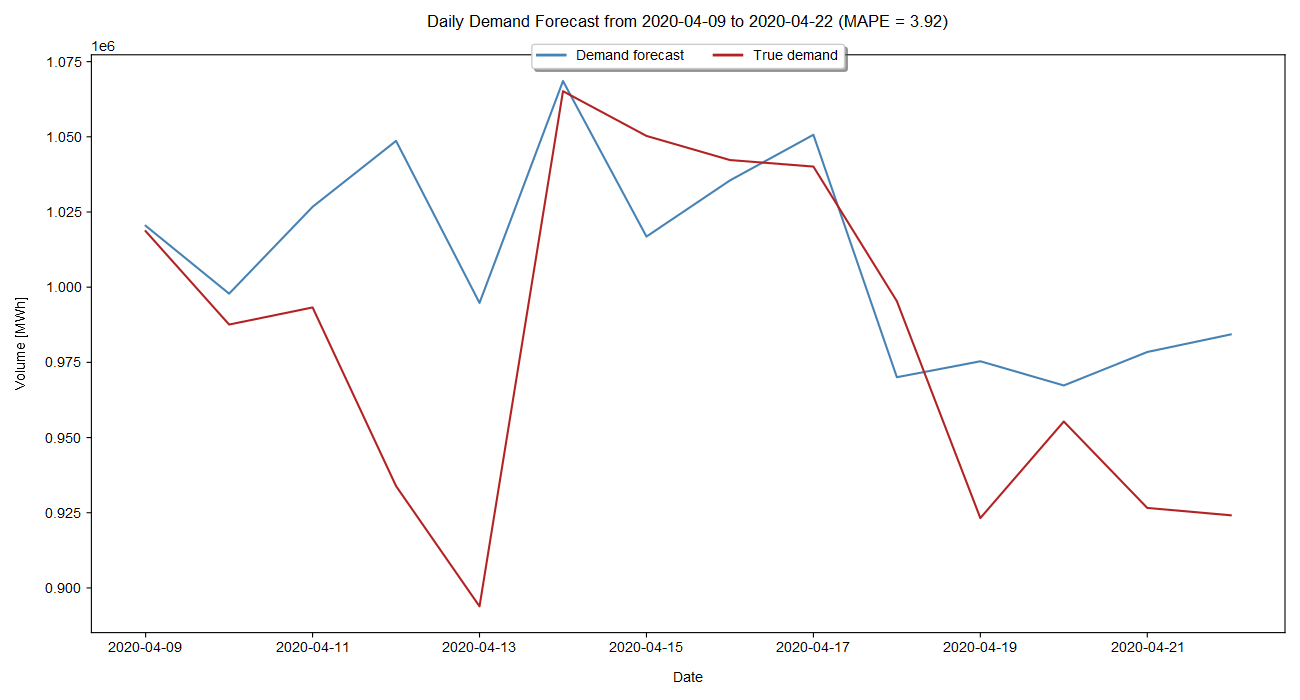 Daily Demand Forecast from 2020-04-09 to 2020-04-22 (MAPE = 3.92)
1e6
Demand forecast True demand
1.075
1.050
1.025
1.000
0.975
0.950
0.925
0.900
Volume [MWh]
2020-04-09 2020-04-11 2020-04-13 2020-04-15 2020-04-17 2020-04-19 2020-04-21
Date